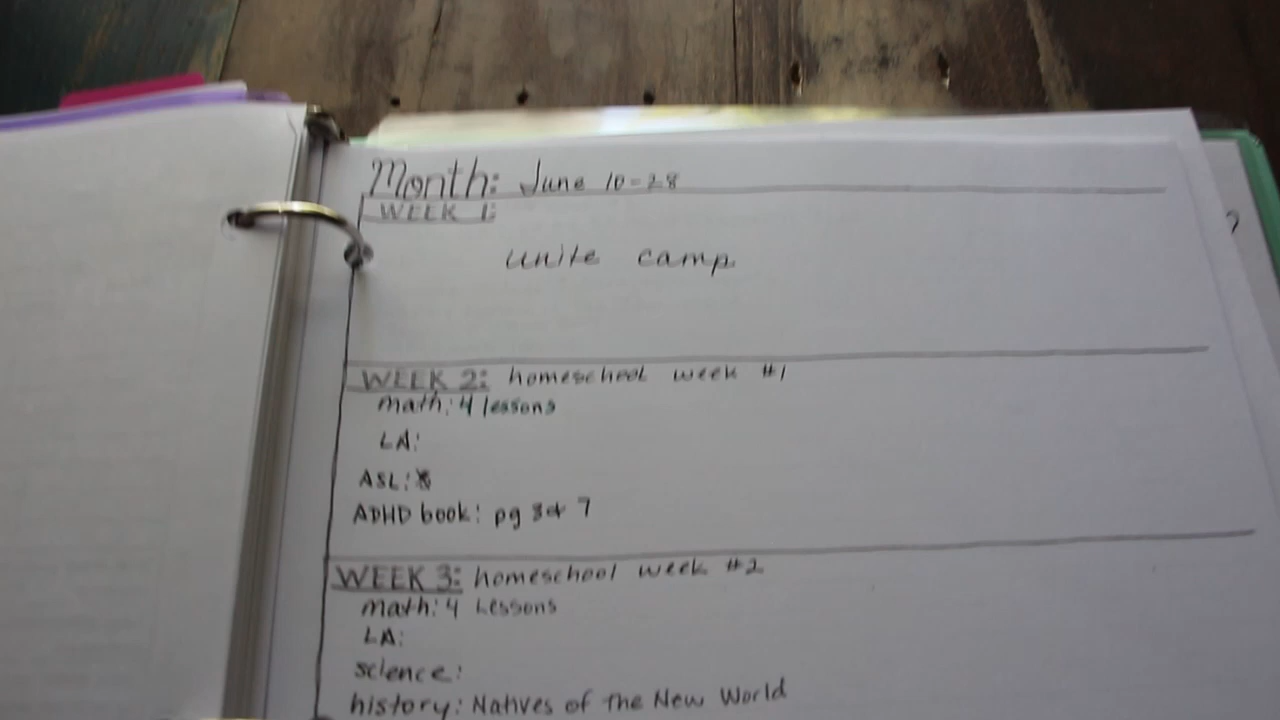 Month: June 10-28
WEEK 1:
unite camp
WEEK 2: homeschool week #1
math: 4 lessons
LA:
ASL:
ADHD book: pg 3 & 7
WEEK 3: homeschool week #2
math: 4 Lessons
LA:
science:
history: Natives of the New World
?